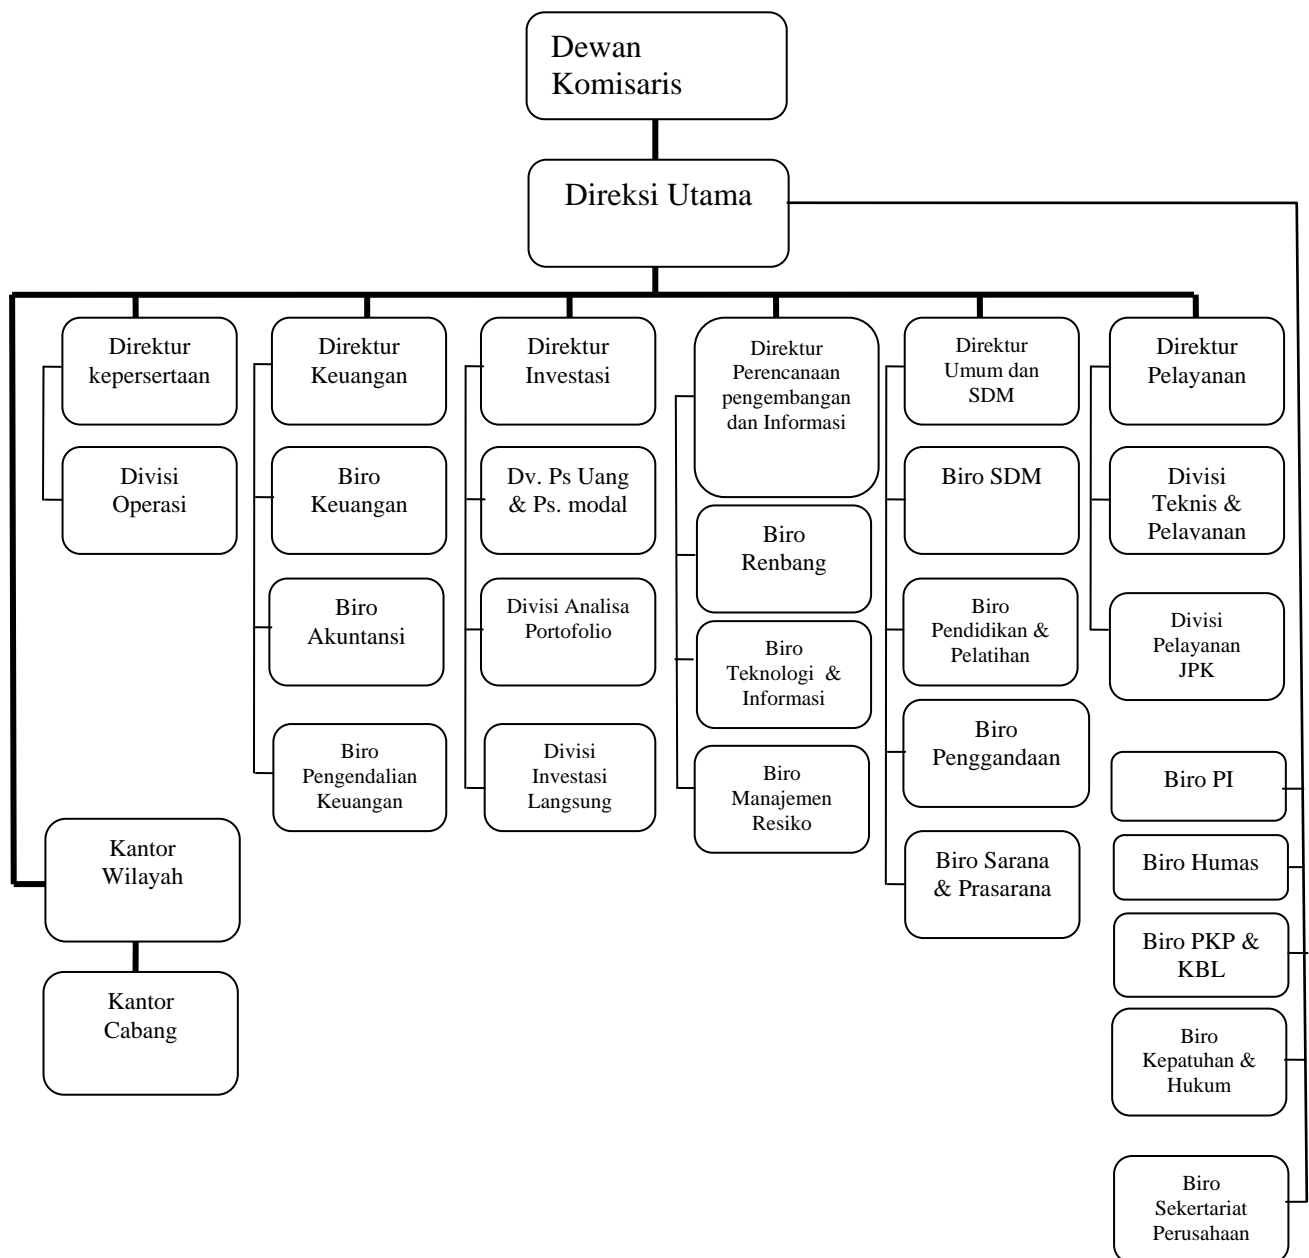 Dewan
Komisaris
Direksi Utama
Direktur
kepersertaan
Divisi
Operasi
Direktur
Keuangan
Biro
Keuangan
Biro
Akuntansi
Biro
Pengendalian
Keuangan
Direktur
Investasi
Dv. Ps Uang
& Ps. modal
Divisi Analisa
Portofolio
Divisi
Investasi
Langsung
Direktur
Perencanaan
pengembangan
dan Informasi
Biro
Renbang
Biro
Teknologi & 
Informasi
Biro
Manajemen
Resiko
Direktur
Umum dan
SDM
Biro SDM
Biro
Pendidikan &
Pelatihan
Biro
Penggandaan
Biro Sarana
& Prasarana
Direktur
Pelayanan
Divisi
Teknis &
Pelayanan
Divisi
Pelayanan
JPK
Biro PI
Biro Humas
Biro PKP &
KBL
Biro
Kepatuhan &
Hukum
Biro
Sekertariat
Perusahaan
Kantor
Wilayah
Kantor
Cabang